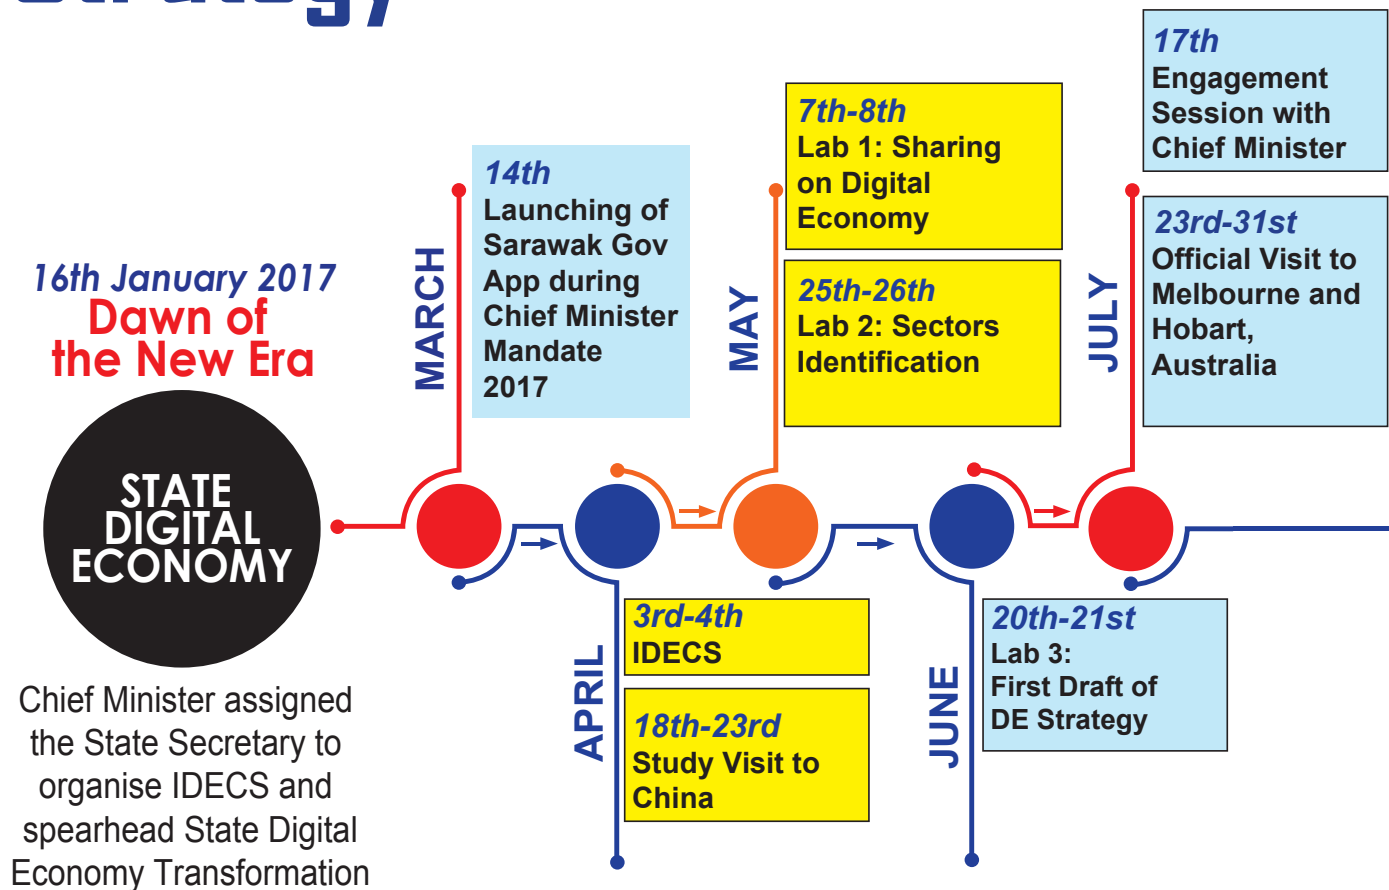 Strategy
16th January 2017
Dawn of
the New Era
STATE
DIGITAL
ECONOMY
Chief Minister assigned
the State Secretary to
organise IDECS and
spearhead State Digital
Economy Transformation
MARCH
14th
Launching of
Sarawak Gov
App during
Chief Minister
Mandate
2017
APRIL
3rd-4th
IDECS
18th-23rd
Study Visit to
China
MAY
7th-8th
Lab 1: Sharing
on Digital
Economy
25th-26th
Lab 2: Sectors
Identification
JUNE
20th-21st
Lab 3:
First Draft of
DE Strategy
JULY
17th
Engagement
Session with
Chief Minister
23rd-31st
Official Visit to
Melbourne and
Hobart,
Australia